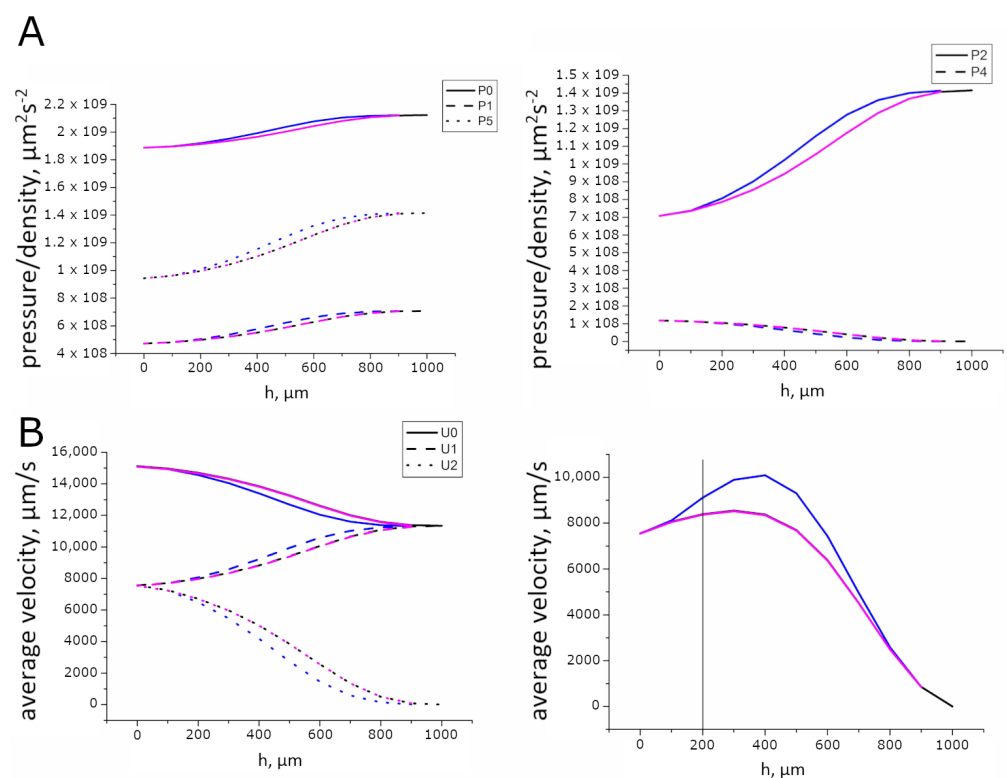 A
P0
P1
P5
2.2 x 10⁹
2 x 10⁹
1.8 x 10⁹
1.6 x 10⁹
1.4 x 10⁹
1.2 x 10⁹
1 x 10⁹
8 x 10⁸
6 x 10⁸
4 x 10⁸
pressure/density, μm²s⁻²
0 200 400 600 800 1000
h, μm
P2
P4
1.5 x 10⁹
1.4 x 10⁹
1.3 x 10⁹
1.2 x 10⁹
1.1 x 10⁹
1 x 10⁹
9 x 10⁸
8 x 10⁸
7 x 10⁸
6 x 10⁸
5 x 10⁸
4 x 10⁸
3 x 10⁸
2 x 10⁸
1 x 10⁸
0
pressure/density, μm²s⁻²
0 200 400 600 800 1000
h, μm
B
U0
U1
U2
16,000
14,000
12,000
10,000
8000
6000
4000
2000
0
average velocity, μm/s
0 200 400 600 800 1000
h, μm
10,000
8000
6000
4000
2000
0
average velocity, μm/s
0 200 400 600 800 1000
h, μm